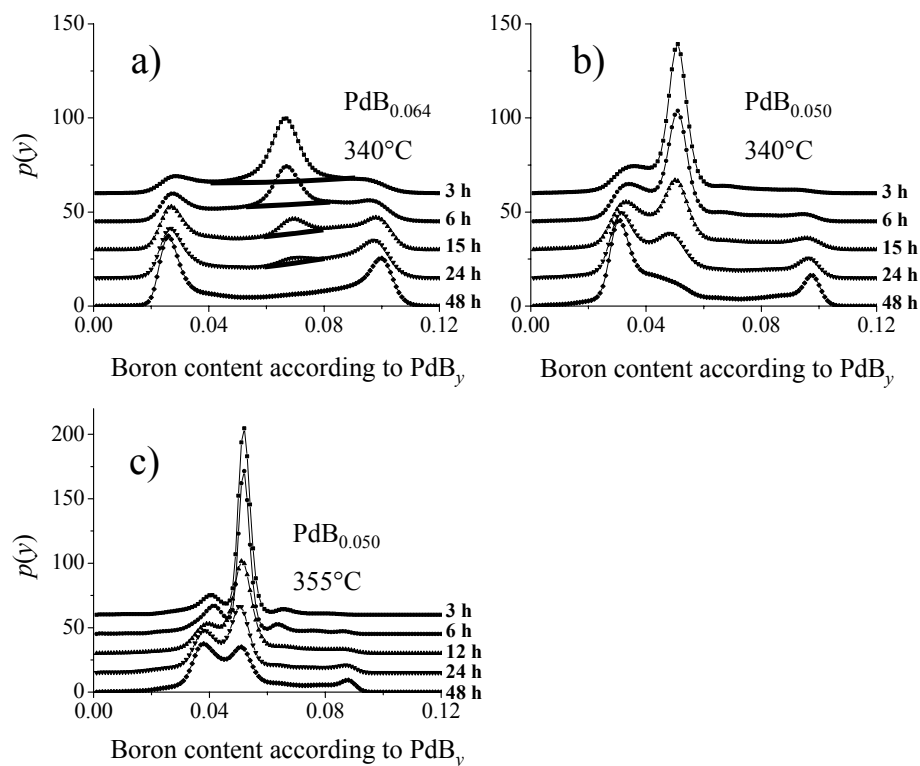 150
100
50
0
p(y)
a)
PdB0.064
340°C
3 h
6 h
15 h
24 h
48 h
0.00 0.04 0.08 0.12
Boron content according to PdBy
150
100
50
0
b)
PdB0.050
340°C
3 h
6 h
15 h
24 h
48 h
0.00 0.04 0.08 0.12
Boron content according to PdBy
200
150
100
50
0
p(y)
c)
PdB0.050
355°C
3 h
6 h
12 h
24 h
48 h
0.00 0.04 0.08 0.12
Boron content according to PdBy